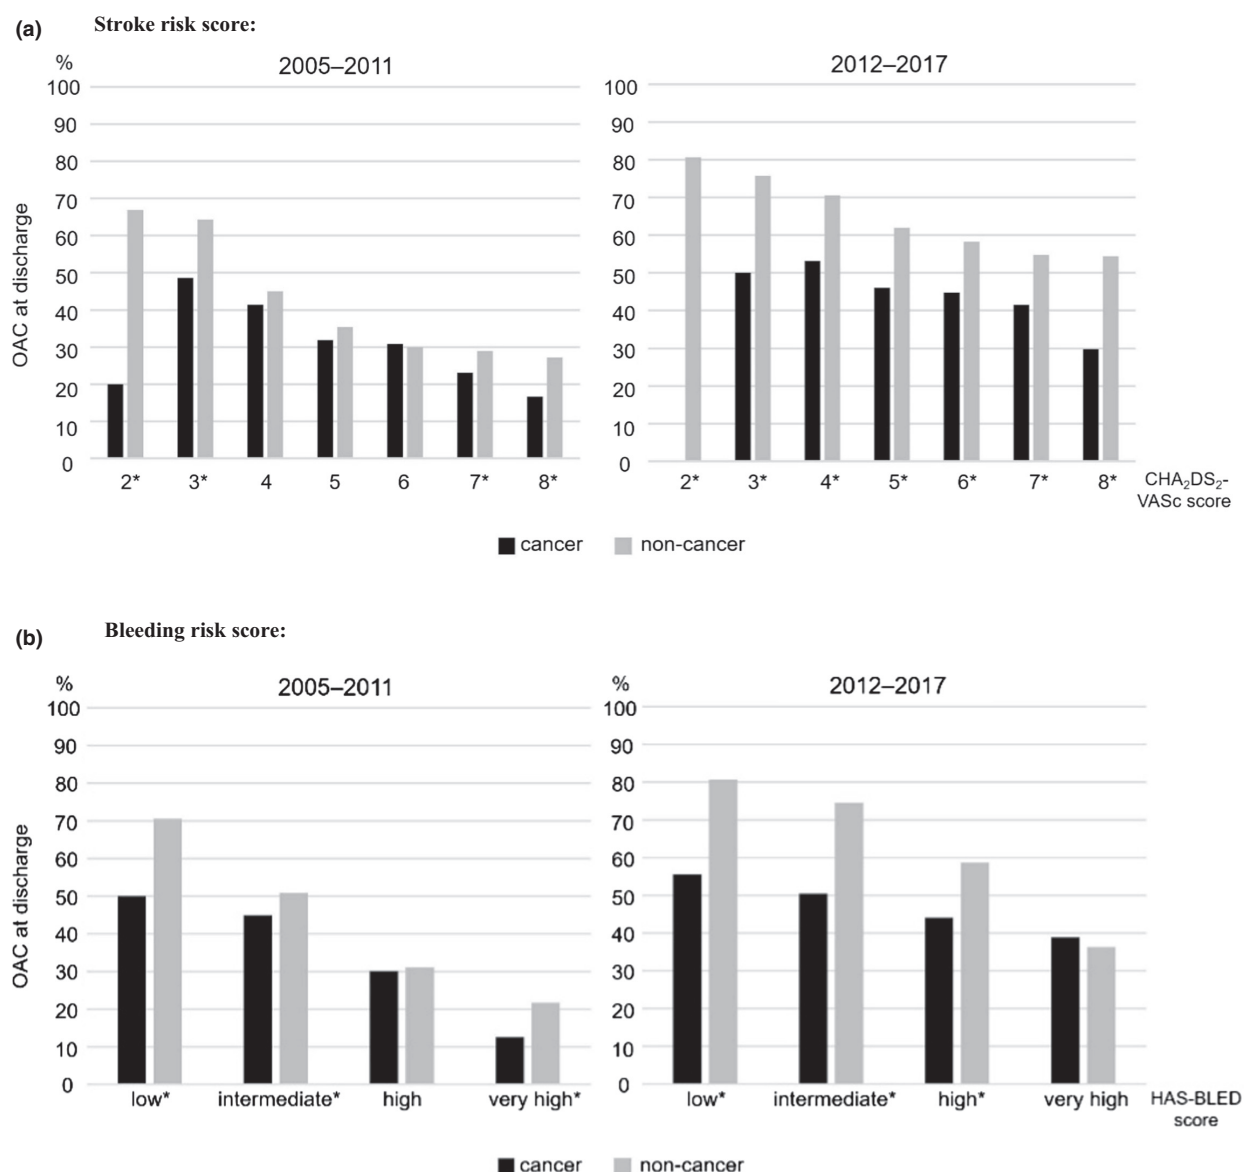 (a) Stroke risk score:
% 2005–2011 2012–2017
100 100
90 90
80 80
70 70
60 60
50 50
40 40
30 30
20 20
10 10
0 0
OAC at discharge
2* 3* 4 5 6 7* 8* 2* 3* 4* 5* 6* 7* 8* CHA₂DS₂-
VASc score
cancer non-cancer
(b) Bleeding risk score:
% 2005–2011 % 2012–2017
100 100
90 90
80 80
70 70
60 60
50 50
40 40
30 30
20 20
10 10
0 0
OAC at discharge
low* intermediate* high very high* low* intermediate* high* very high HAS-BLED
score
cancer non-cancer